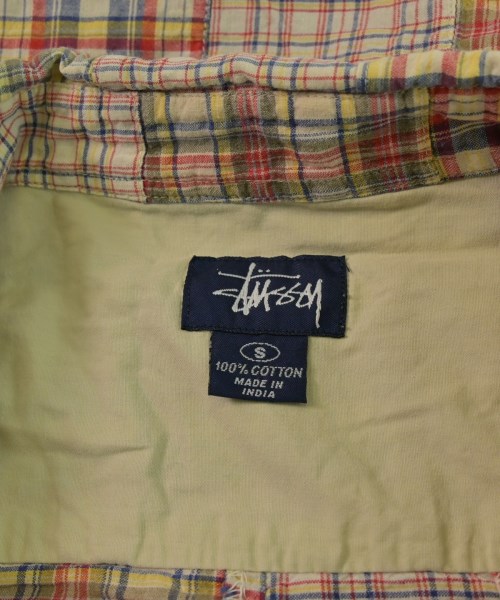 Stüssy
S
100% COTTON
MADE IN
INDIA